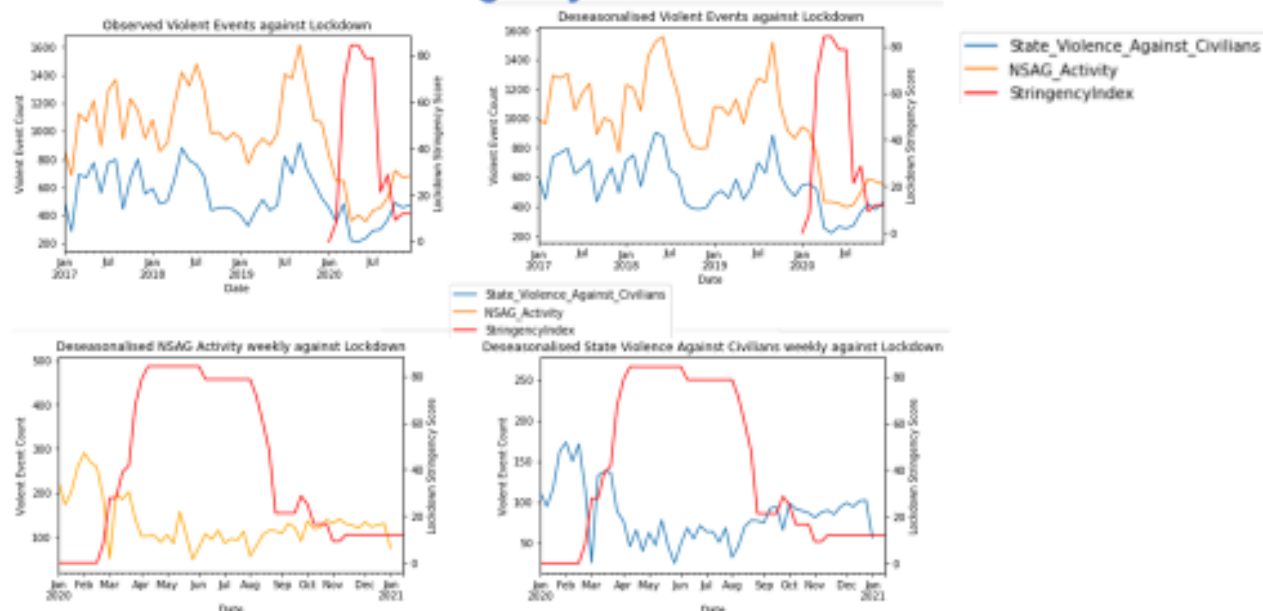 Observed Violent Events against Lockdown
1600
1400
1200
1000
800
600
400
200
80
60
40
20
0
Violent Event Count
Lockdown Stringency Score
Jan
2017
Jul
Jan
2018
Jul
Jan
2019
Jul
Jan
2020
Jul
Date
Deseasonalised Violent Events against Lockdown
1600
1400
1200
1000
800
600
400
200
80
60
40
20
0
Violent Event Count
Lockdown Stringency Score
Jan
2017
Jul
Jan
2018
Jul
Jan
2019
Jul
Jan
2020
Jul
Date
State_Violence_Against_Civilians
NSAG_Activity
StringencyIndex
State_Violence_Against_Civilians
NSAG_Activity
StringencyIndex
Deseasonalised NSAG Activity weekly against Lockdown
500
400
300
200
100
80
60
40
20
0
Violent Event Count
Lockdown Stringency Score
Jan
2020
Feb
Mar
Apr
May
Jun
Jul
Aug
Sep
Oct
Nov
Dec
Jan
2021
Date
Deseasonalised State Violence Against Civilians weekly against Lockdown
250
200
150
100
50
80
60
40
20
0
Violent Event Count
Lockdown Stringency Score
Jan
2020
Feb
Mar
Apr
May
Jun
Jul
Aug
Sep
Oct
Nov
Dec
Jan
2021
Date